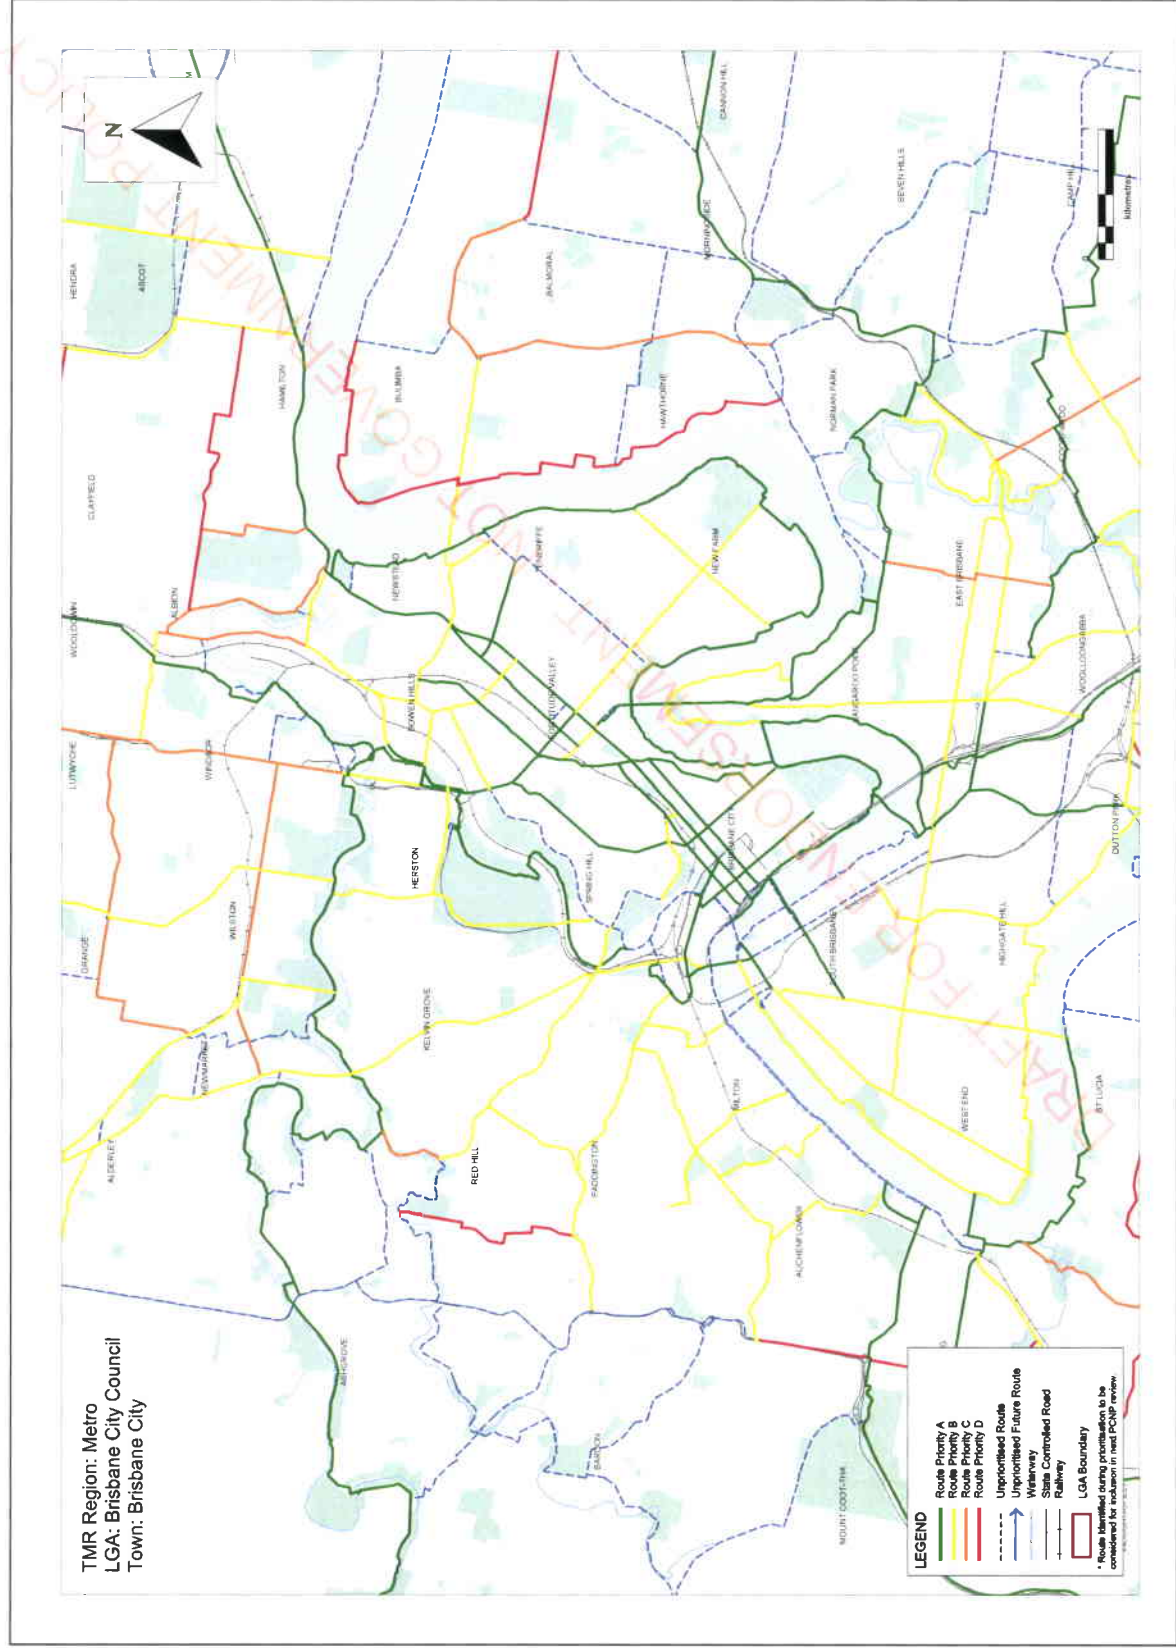 TMR Region: Metro
LGA: Brisbane City Council
Town: Brisbane City
N
DRAFT FOR ENDORSEMENT NOT GOVERNMENT POLICY
HENDRA
ASCOT
CLAYFIELD
HAMILTON
ALBION
WOOLOOWIN
LUTWYCHE
WINDSOR
GRANGE
WILSTON
NEWMARKET
ALDERLEY
ASHGROVE
BULIMBA
BALMORAL
HAWTHORNE
MORNINGSIDE
CANNON HILL
SEVEN HILLS
CAMP HILL
NORMAN PARK
NEWSTEAD
TENERIFFE
NEW FARM
BOWEN HILLS
FORTITUDE VALLEY
HERSTON
SPRING HILL
BRISBANE CITY
KELVIN GROVE
RED HILL
PADDINGTON
MILTON
AUCHENFLOWER
BARDON
MOUNT COOT-THA
KANGAROO POINT
EAST BRISBANE
WOOLLOONGABBA
SOUTH BRISBANE
HIGHGATE HILL
DUTTON PARK
WEST END
ST LUCIA
0
kilometres
LEGEND
Route Priority A
Route Priority B
Route Priority C
Route Priority D
Unprioritised Route
Unprioritised Future Route
Waterway
State Controlled Road
Railway
LGA Boundary
* Route identified during prioritisation to be
considered for inclusion in next PCNP review.